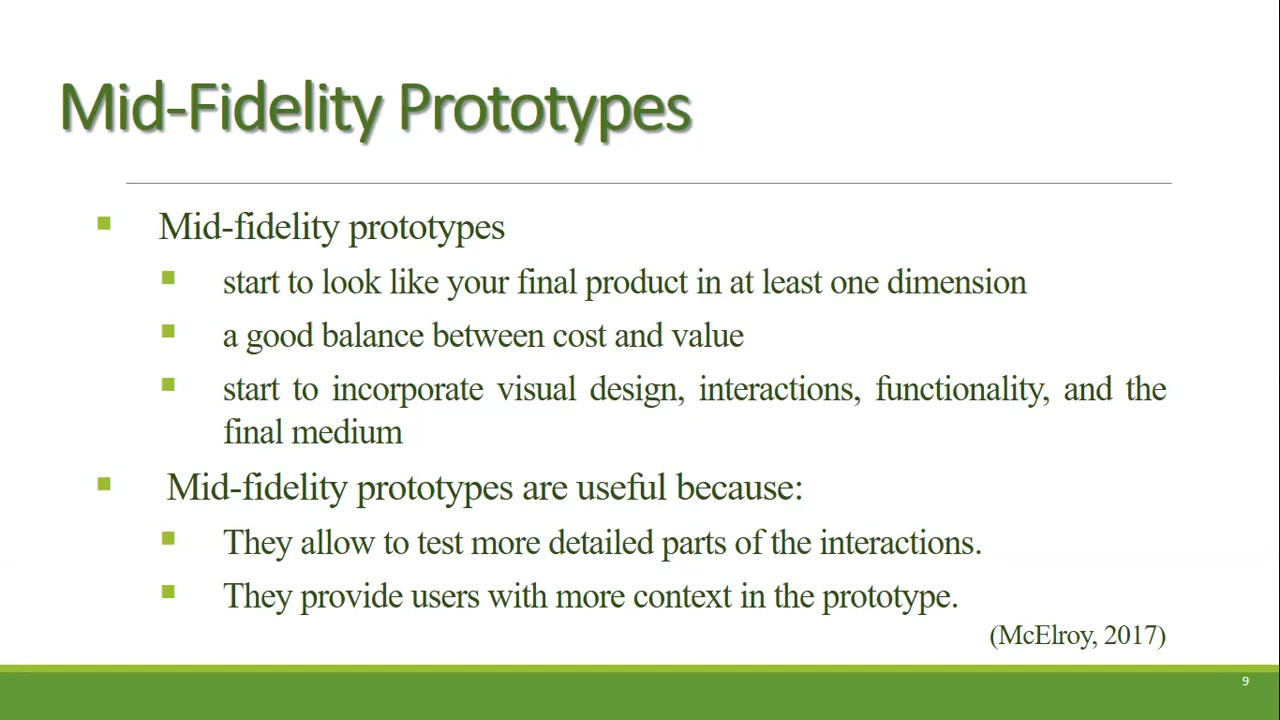 Mid-Fidelity Prototypes
Mid-fidelity prototypes
start to look like your final product in at least one dimension
a good balance between cost and value
start to incorporate visual design, interactions, functionality, and the
final medium
Mid-fidelity prototypes are useful because:
They allow to test more detailed parts of the interactions.
They provide users with more context in the prototype.
(McElroy, 2017)
9